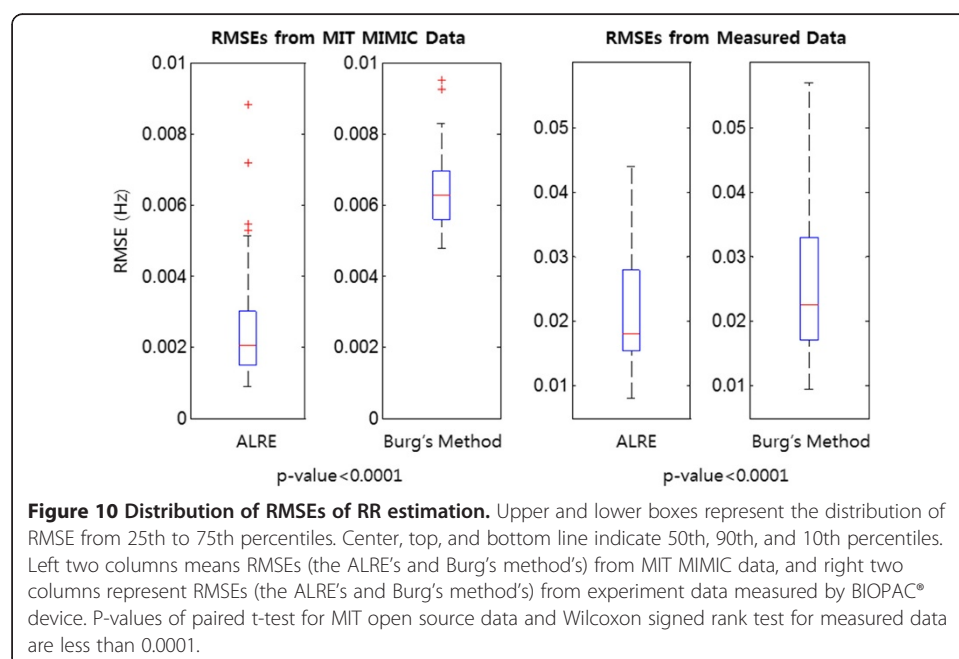 RMSEs from MIT MIMIC Data
RMSEs from Measured Data
RMSE (Hz)
0.01
0.008
0.006
0.004
0.002
0
ALRE
0.01
0.008
0.006
0.004
0.002
0
Burg's Method
p-value<0.0001
0.05
0.04
0.03
0.02
0.01
ALRE
0.05
0.04
0.03
0.02
0.01
Burg's Method
p-value<0.0001
Figure 10 Distribution of RMSEs of RR estimation. Upper and lower boxes represent the distribution of
RMSE from 25th to 75th percentiles. Center, top, and bottom line indicate 50th, 90th, and 10th percentiles.
Left two columns means RMSEs (the ALRE's and Burg's method's) from MIT MIMIC data, and right two
columns represent RMSEs (the ALRE's and Burg's method's) from experiment data measured by BIOPAC®
device. P-values of paired t-test for MIT open source data and Wilcoxon signed rank test for measured data
are less than 0.0001.